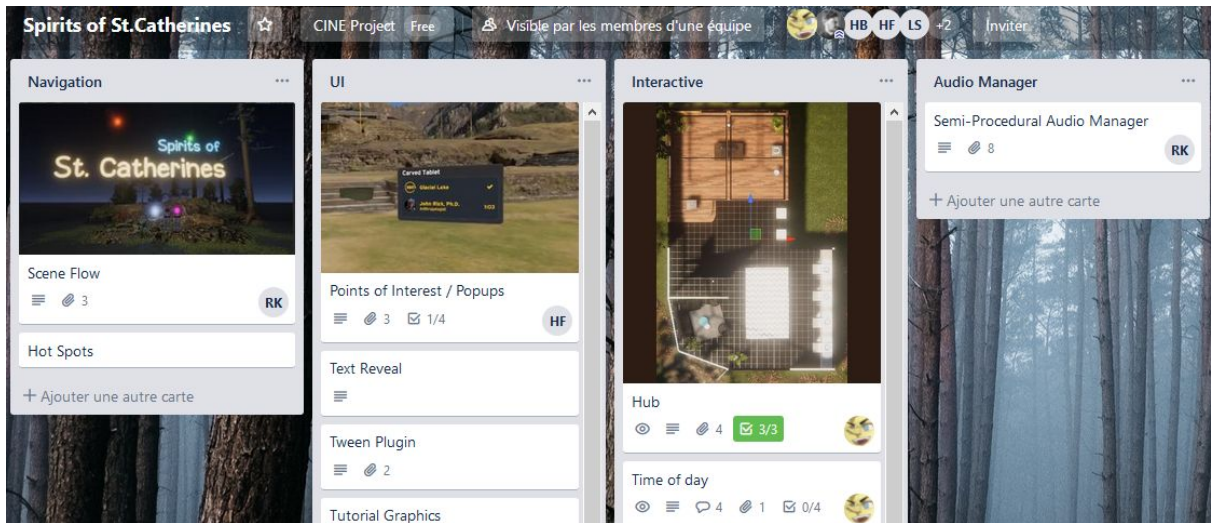 Spirits of St.Catherines
CINE Project Free
Visible par les membres d'une équipe
HB HF LS +2
Inviter
Navigation
Spirits of
St. Catherines
Scene Flow
3
RK
Hot Spots
+ Ajouter une autre carte
UI
Carved Tablet
Glacial Lake
John Rick, Ph.D.
1:03
Points of Interest / Popups
3 1/4
HF
Text Reveal
Tween Plugin
2
Tutorial Graphics
Interactive
Hub
4 3/3
Time of day
4 1 0/4
Audio Manager
Semi-Procedural Audio Manager
8
RK
+ Ajouter une autre carte